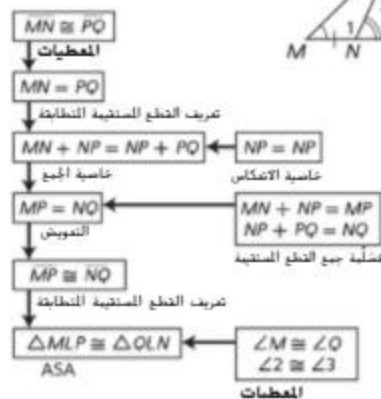 MN ≅ PQ
المعطيات
M 1 N
MN = PQ
تعريف القطع المستقيمة المتطابقة
MN + NP = NP + PQ
NP = NP
خاصية الجمع
خاصية الانعكاس
MP = NQ
MN + NP = MP
NP + PQ = NQ
التعويض
مسلّمة جمع القطع المستقيمة
MP ≅ NQ
تعريف القطع المستقيمة المتطابقة
△MLP ≅ △QLN
∠M ≅ ∠Q
∠2 ≅ ∠3
ASA
المعطيات